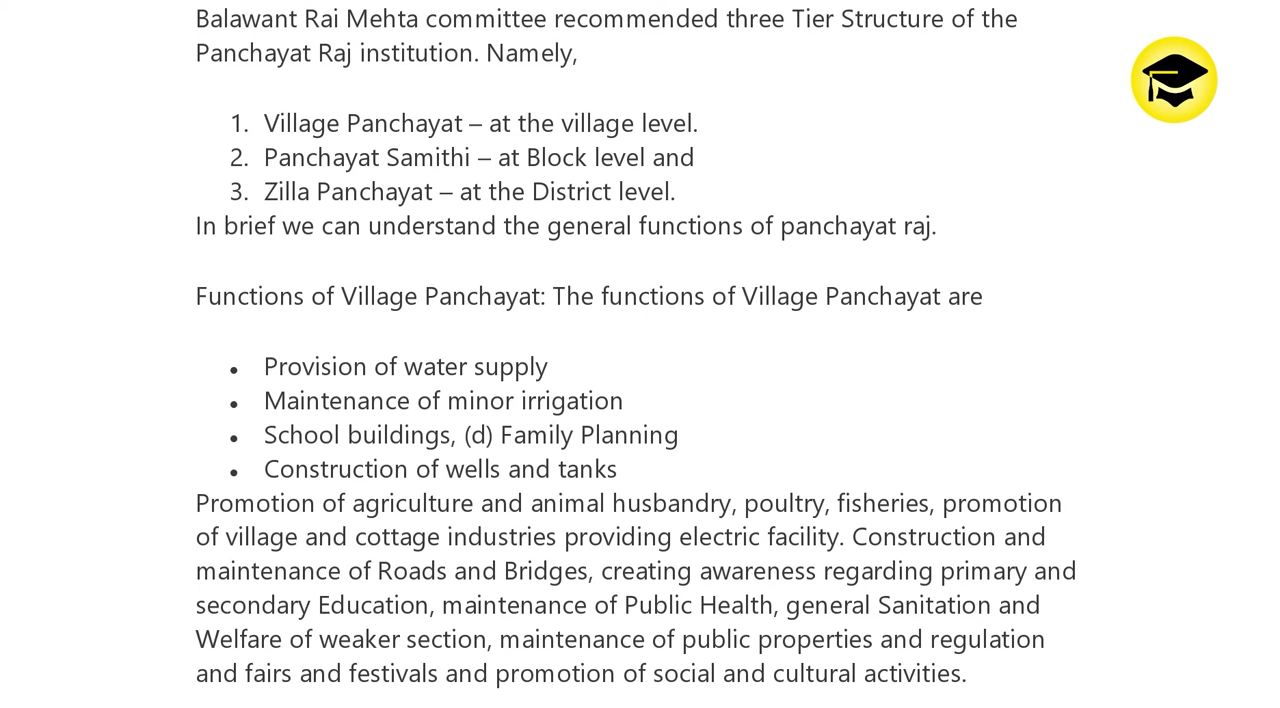 Balawant Rai Mehta committee recommended three Tier Structure of the
Panchayat Raj institution. Namely,
1. Village Panchayat – at the village level.
2. Panchayat Samithi – at Block level and
3. Zilla Panchayat – at the District level.
In brief we can understand the general functions of panchayat raj.
Functions of Village Panchayat: The functions of Village Panchayat are
• Provision of water supply
• Maintenance of minor irrigation
• School buildings, (d) Family Planning
• Construction of wells and tanks
Promotion of agriculture and animal husbandry, poultry, fisheries, promotion
of village and cottage industries providing electric facility. Construction and
maintenance of Roads and Bridges, creating awareness regarding primary and
secondary Education, maintenance of Public Health, general Sanitation and
Welfare of weaker section, maintenance of public properties and regulation
and fairs and festivals and promotion of social and cultural activities.